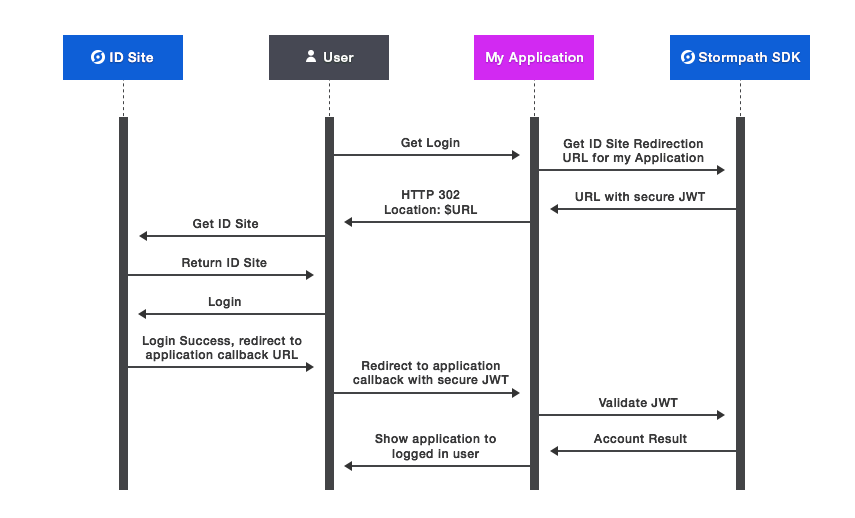 ID Site
User
My Application
Stormpath SDK
Get Login
Get ID Site Redirection
URL for my Application
URL with secure JWT
HTTP 302
Location: $URL
Get ID Site
Return ID Site
Login
Login Success, redirect to
application callback URL
Redirect to application
callback with secure JWT
Validate JWT
Account Result
Show application to
logged in user